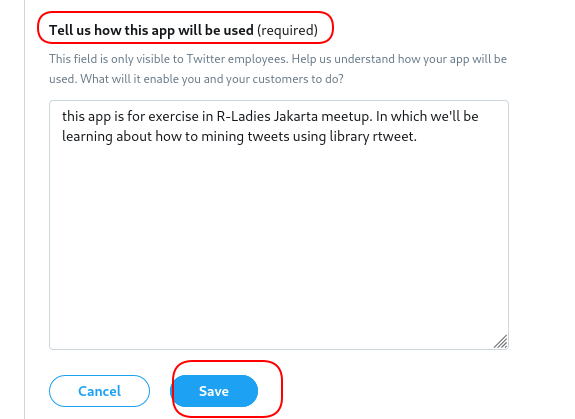 Tell us how this app will be used (required)
This field is only visible to Twitter employees. Help us understand how your app will be
used. What will it enable you and your customers to do?
this app is for exercise in R-Ladies Jakarta meetup. In which we'll be
learning about how to mining tweets using library rtweet.
Cancel Save